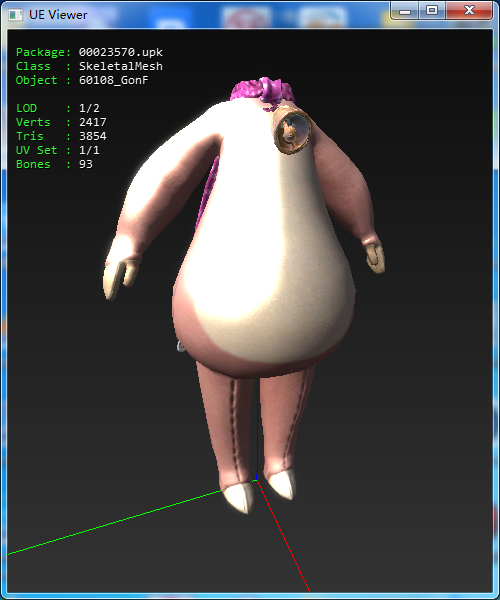 UE Viewer
Package: 00023570.upk
Class : SkeletalMesh
Object : 60108_GonF
LOD : 1/2
Verts : 2417
Tris : 3854
UV Set : 1/1
Bones : 93